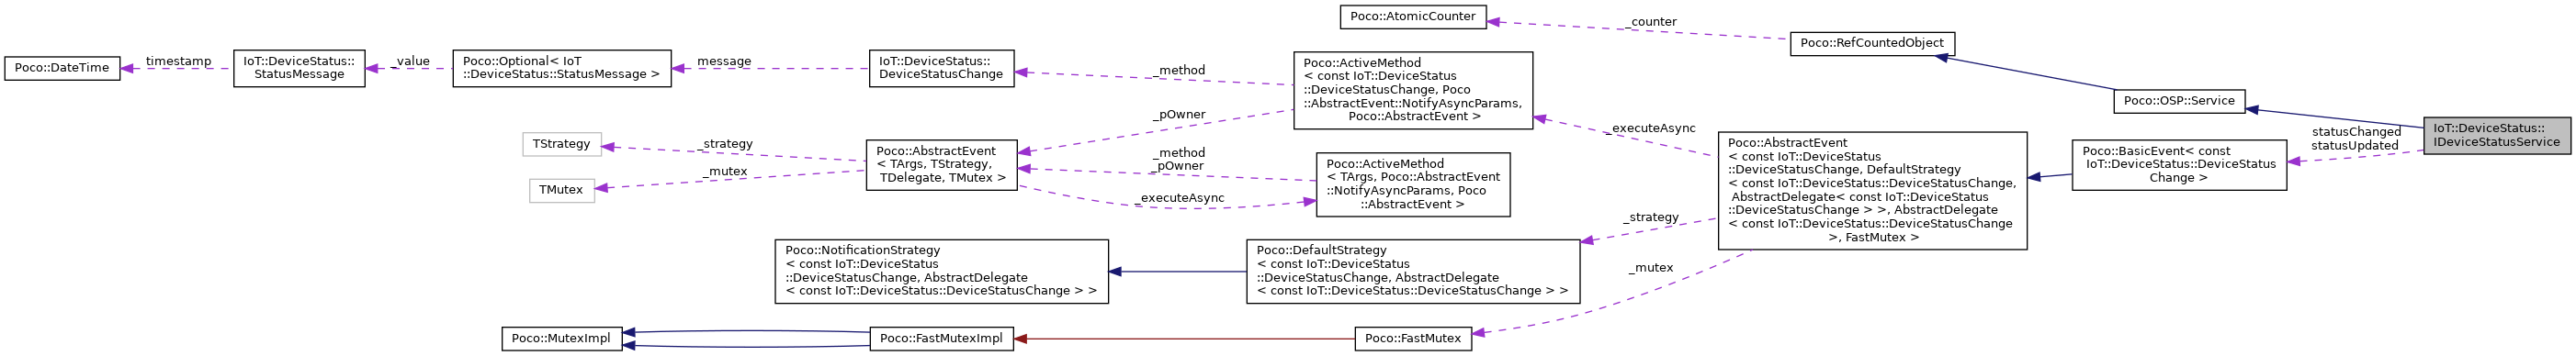 Poco::AtomicCounter
_counter
Poco::RefCountedObject
Poco::DateTime
timestamp
IoT::DeviceStatus::
StatusMessage
_value
Poco::Optional< IoT
::DeviceStatus::StatusMessage >
message
IoT::DeviceStatus::
DeviceStatusChange
_method
Poco::ActiveMethod
< const IoT::DeviceStatus
::DeviceStatusChange, Poco
::AbstractEvent::NotifyAsyncParams,
Poco::AbstractEvent >
_pOwner
Poco::OSP::Service
_executeAsync
IoT::DeviceStatus::
IDeviceStatusService
statusChanged
statusUpdated
TStrategy
_strategy
Poco::AbstractEvent
< TArgs, TStrategy,
TDelegate, TMutex >
_method
_pOwner
Poco::ActiveMethod
< TArgs, Poco::AbstractEvent
::NotifyAsyncParams, Poco
::AbstractEvent >
Poco::AbstractEvent
< const IoT::DeviceStatus
::DeviceStatusChange, DefaultStrategy
< const IoT::DeviceStatus::DeviceStatusChange,
AbstractDelegate< const IoT::DeviceStatus
::DeviceStatusChange > >, AbstractDelegate
< const IoT::DeviceStatus::DeviceStatusChange
>, FastMutex >
Poco::BasicEvent< const
IoT::DeviceStatus::DeviceStatus
Change >
TMutex
_mutex
_executeAsync
_strategy
Poco::NotificationStrategy
< const IoT::DeviceStatus
::DeviceStatusChange, AbstractDelegate
< const IoT::DeviceStatus::DeviceStatusChange > >
Poco::DefaultStrategy
< const IoT::DeviceStatus
::DeviceStatusChange, AbstractDelegate
< const IoT::DeviceStatus::DeviceStatusChange > >
_mutex
Poco::MutexImpl
Poco::FastMutexImpl
Poco::FastMutex